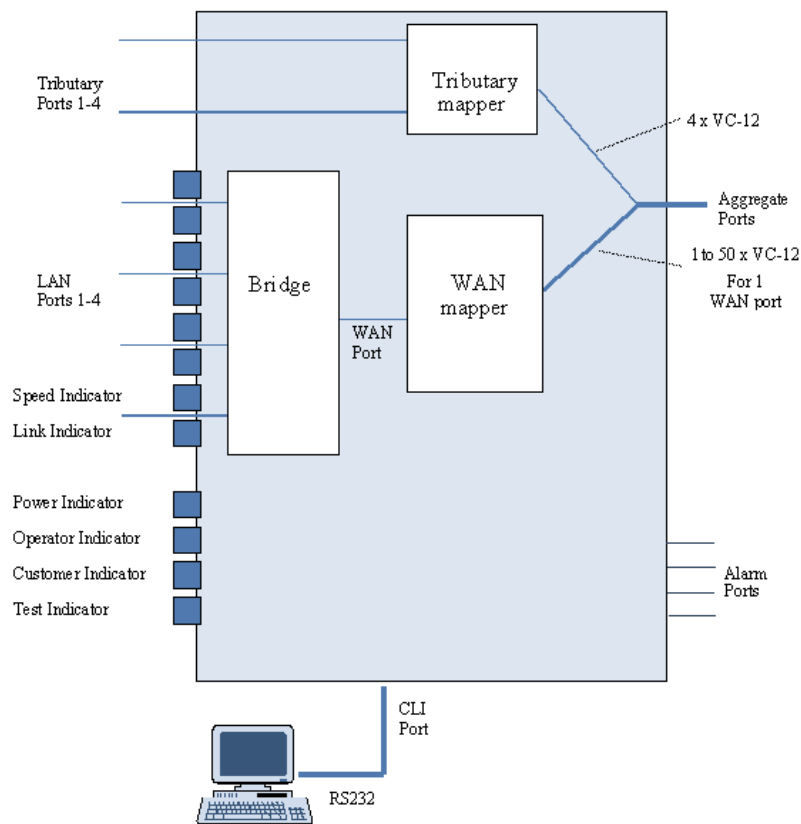 Tributary
Ports 1-4
Tributary
mapper
4 x VC-12
Aggregate
Ports
1 to 50 x VC-12
For 1
WAN port
LAN
Ports 1-4
Bridge
WAN
Port
WAN
mapper
Speed Indicator
Link Indicator
Power Indicator
Operator Indicator
Customer Indicator
Test Indicator
Alarm
Ports
CLI
Port
RS232